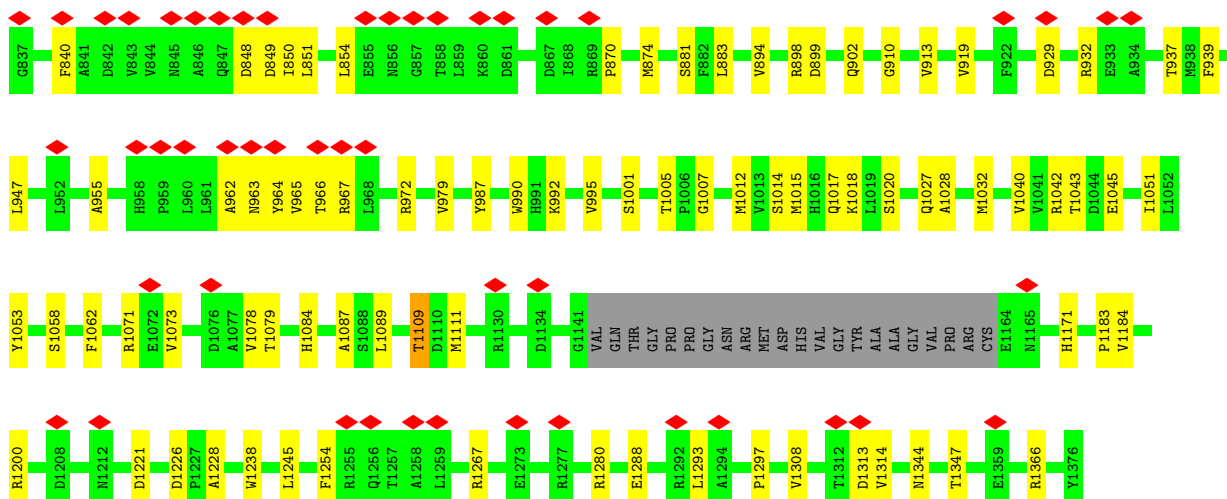 G837 F840 A841 D842 V843 V844 N845 A846 Q847 D848 D849 I850 L851 L854 E855 N856 G857 T858 L859 K860 D861 D867 I868 R869 P870 M874 S881 F882 L883 V894 R898 D899 Q902 G910 V913 V919 F922 D929 R932 E933 A934 T937 M938 F939
L947 L952 A955 H958 P959 L960 L961 A962 N963 Y964 V965 T966 R967 L968 R972 V979 Y987 W990 H991 K992 V995 S1001 T1005 P1006 G1007 M1012 V1013 S1014 M1015 H1016 Q1017 K1018 L1019 S1020 Q1027 A1028 M1032 V1040 V1041 R1042 T1043 D1044 E1045 I1051 L1052
Y1053 S1058 F1062 R1071 E1072 V1073 D1076 A1077 V1078 T1079 H1084 A1087 S1088 L1089 T1109 D1110 M1111 R1130 D1134 G1141 VAL GLN THR GLY PRO PRO GLY ASN ARG MET ASP HIS VAL GLY TYR ALA ALA GLY VAL PRO ARG CYS E1164 N1165 H1171 P1183 V1184
R1200 D1208 N1212 D1221 D1226 P1227 A1228 W1238 L1245 F1254 R1255 Q1256 T1257 A1258 L1259 R1267 E1273 R1277 R1280 E1288 R1292 L1293 A1294 P1297 V1308 T1312 D1313 V1314 N1344 T1347 E1359 R1366 Y1376